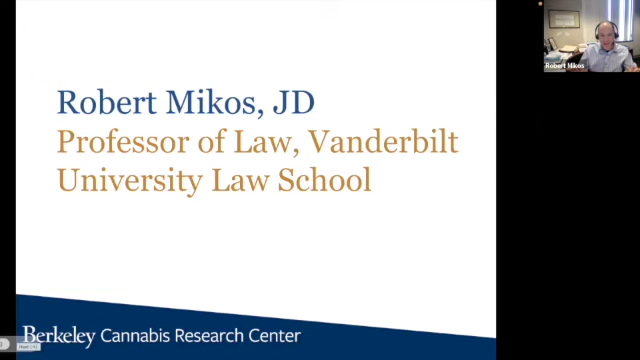 Robert Mikos, JD
Professor of Law, Vanderbilt
University Law School
Berkeley Cannabis Research Center
Robert Mikos